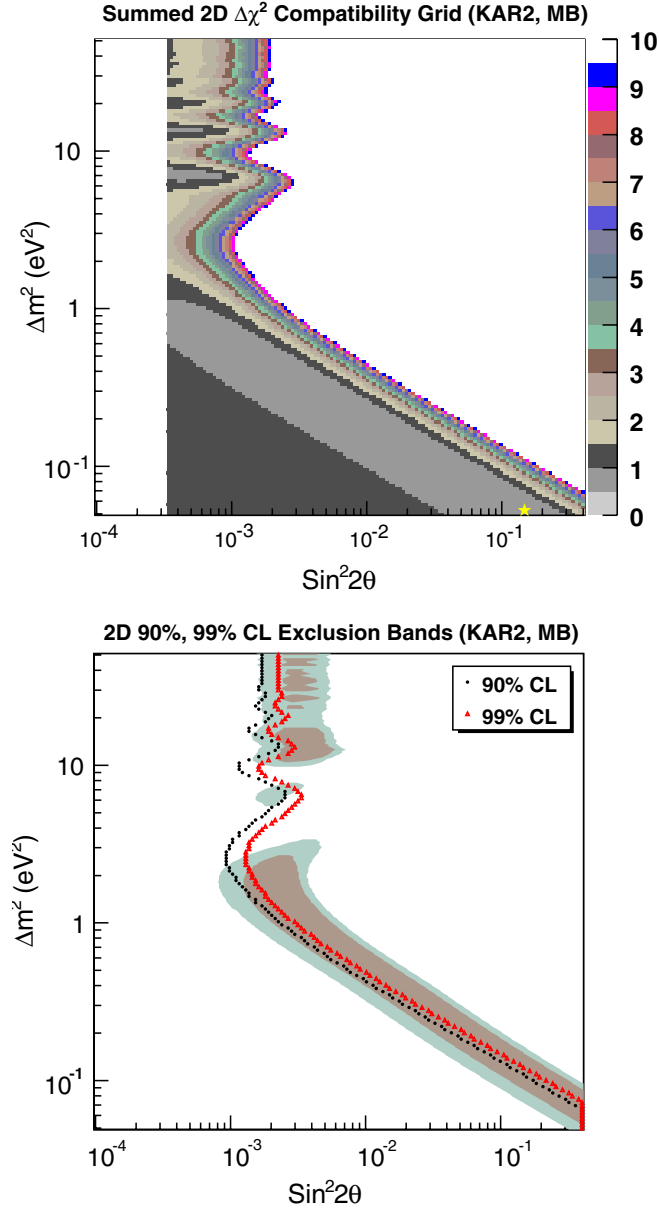 Summed 2D Δχ² Compatibility Grid (KAR2, MB)
Δm² (eV²)
10
1
10⁻¹
10⁻⁴ 10⁻³ 10⁻² 10⁻¹
Sin²2θ
10
9
8
7
6
5
4
3
2
1
0
2D 90%, 99% CL Exclusion Bands (KAR2, MB)
90% CL
99% CL
Δm² (eV²)
10
1
10⁻¹
10⁻⁴ 10⁻³ 10⁻² 10⁻¹
Sin²2θ